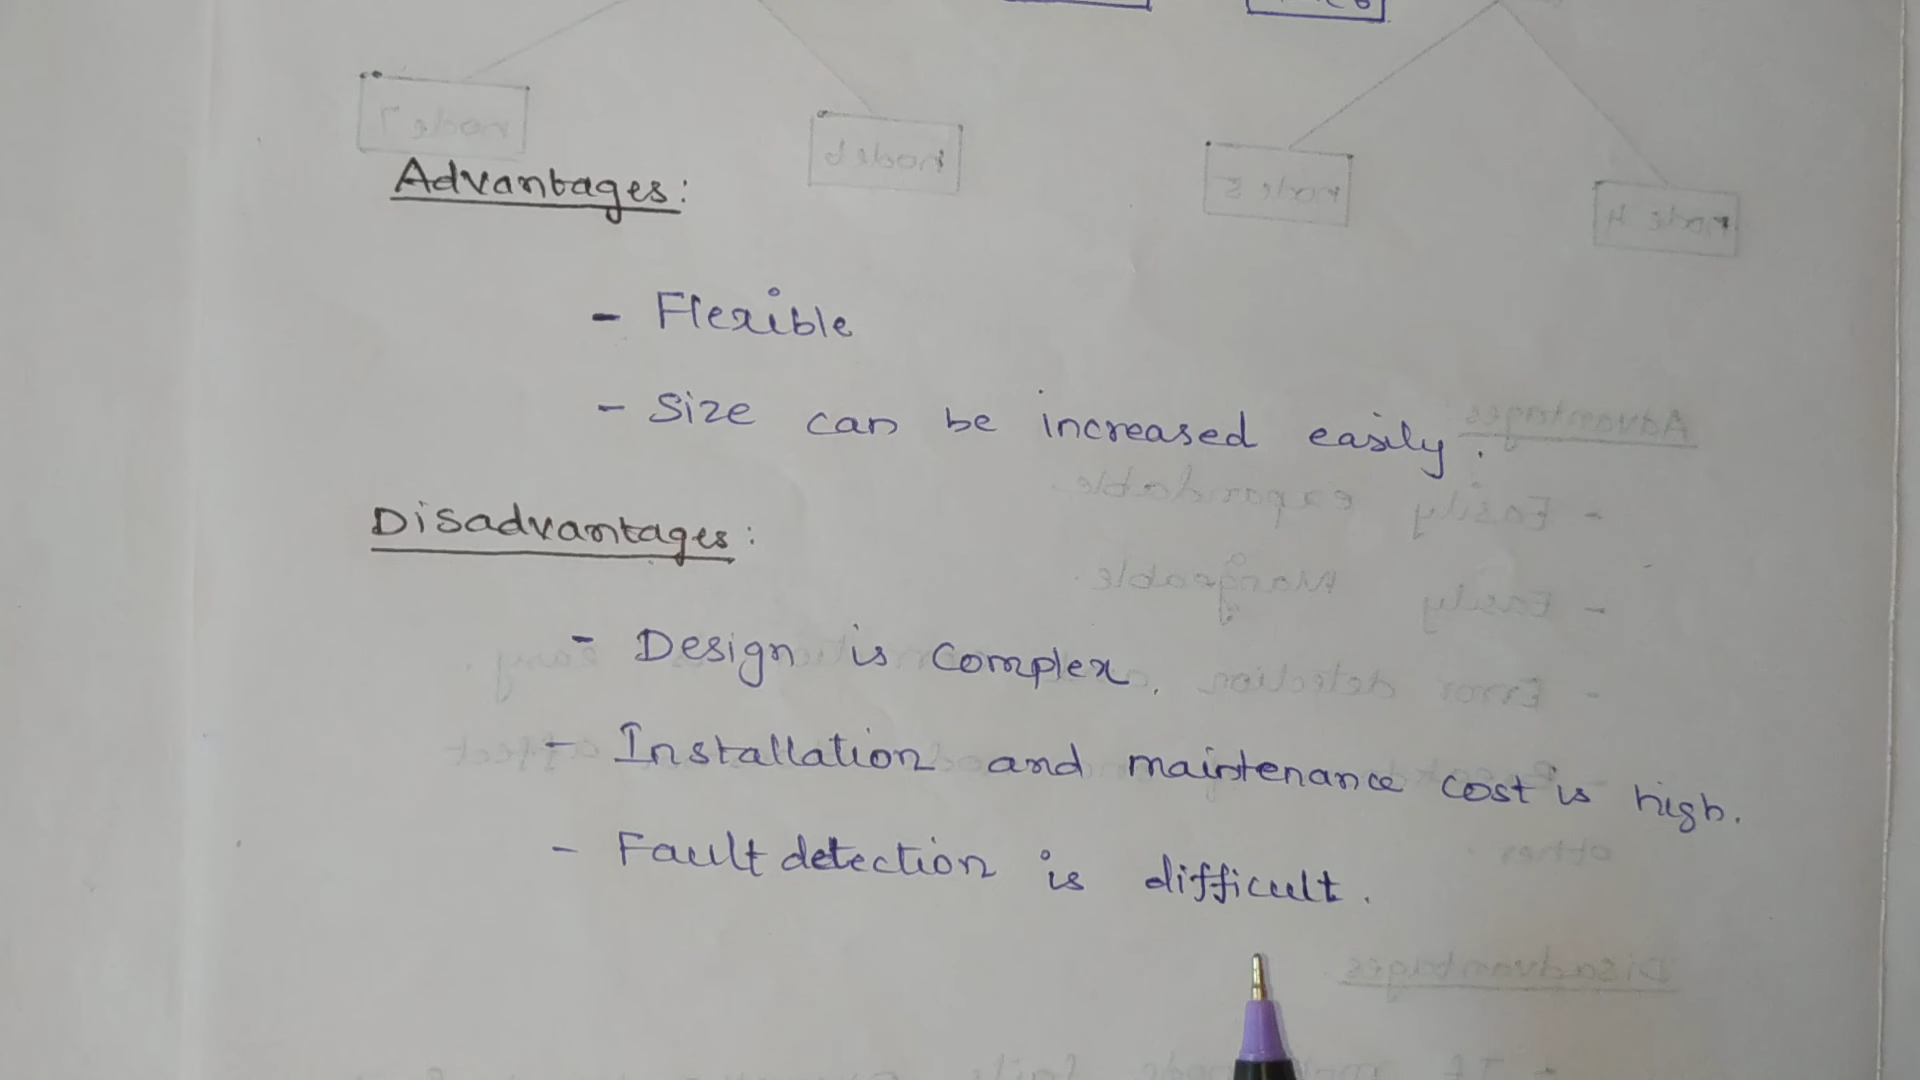 Advantages:
- Flexible
- Size can be increased easily.
Disadvantages:
- Design is complex.
- Installation and maintenance cost is high.
- Fault detection is difficult.